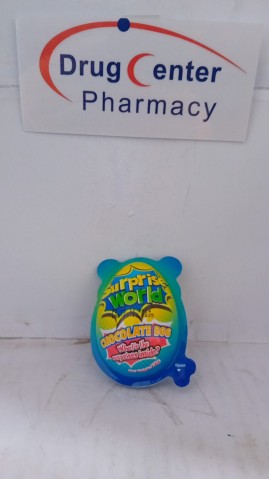 Drug Center
Pharmacy
Surprise
World
CHOCOLATE EGG
What's the
surprise inside?